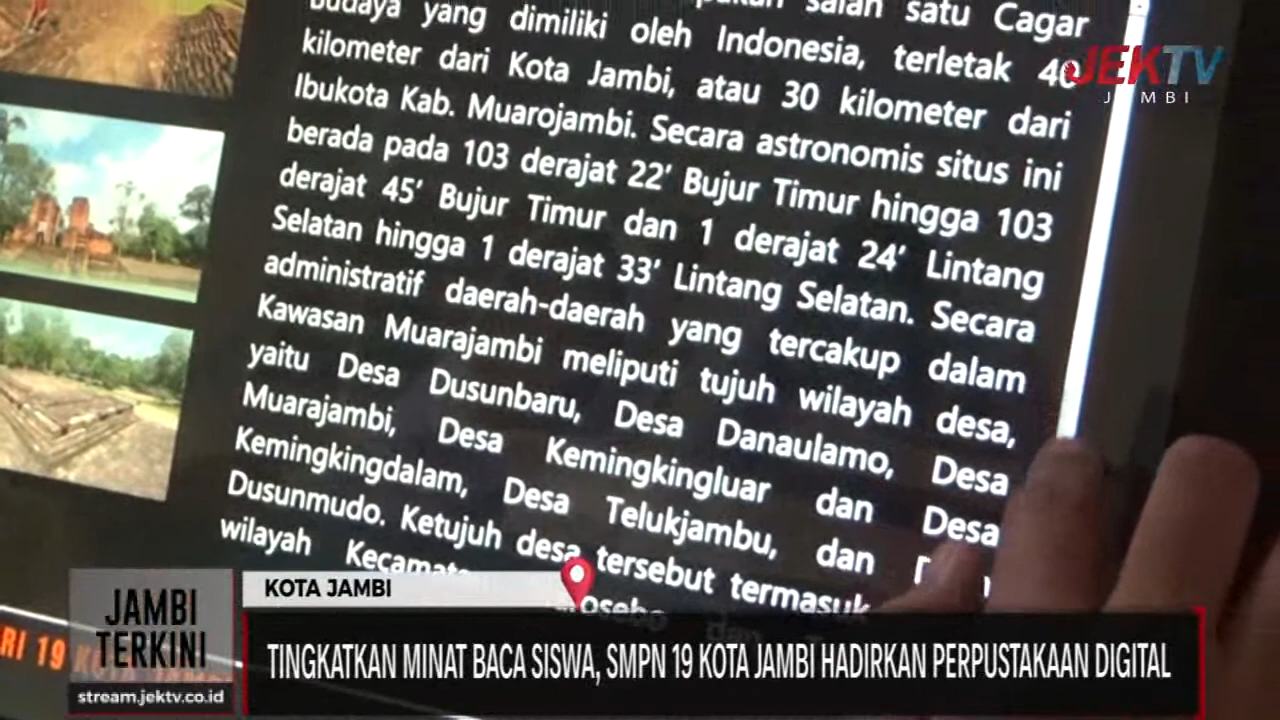 salah satu Cagar
Budaya yang dimiliki oleh Indonesia, terletak 40
kilometer dari Kota Jambi, atau 30 kilometer dari
Ibukota Kab. Muarojambi. Secara astronomis situs ini
berada pada 103 derajat 22’ Bujur Timur hingga 103
derajat 45’ Bujur Timur dan 1 derajat 24’ Lintang
Selatan hingga 1 derajat 33’ Lintang Selatan. Secara
administratif daerah-daerah yang tercakup dalam
Kawasan Muarajambi meliputi tujuh wilayah desa,
yaitu Desa Dusunbaru, Desa Danaulamo, Desa
Muarajambi, Desa Kemingkingluar dan Desa
Kemingkingdalam, Desa Telukjambu, dan
Dusunmudo. Ketujuh desa tersebut termasuk
wilayah
JEKTV
JAMBI
KOTA JAMBI
JAMBI
TERKINI
stream.jektv.co.id
TINGKATKAN MINAT BACA SISWA, SMPN 19 KOTA JAMBI HADIRKAN PERPUSTAKAAN DIGITAL
19